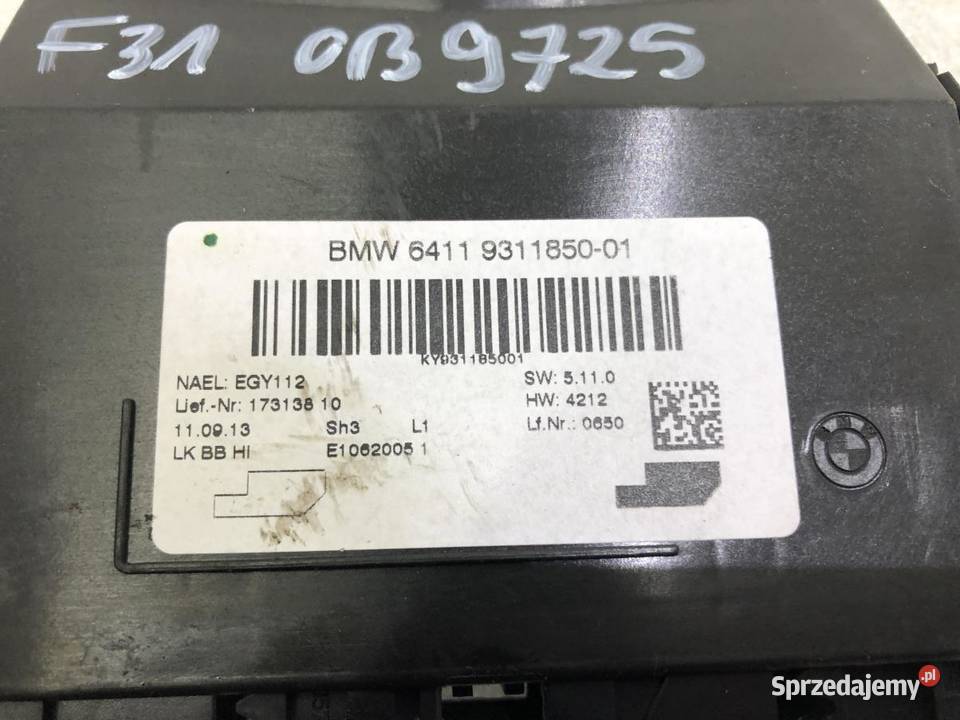 F31 OB9725
BMW 6411 9311850-01
KY931185001
NAEL: EGY112
SW: 5.11.0
Lief.-Nr: 173138 10
HW: 4212
11.09.13 Sh3 L1
Lf.Nr.: 0650
LK BB HI E1062005 1
Sprzedajemy.pl